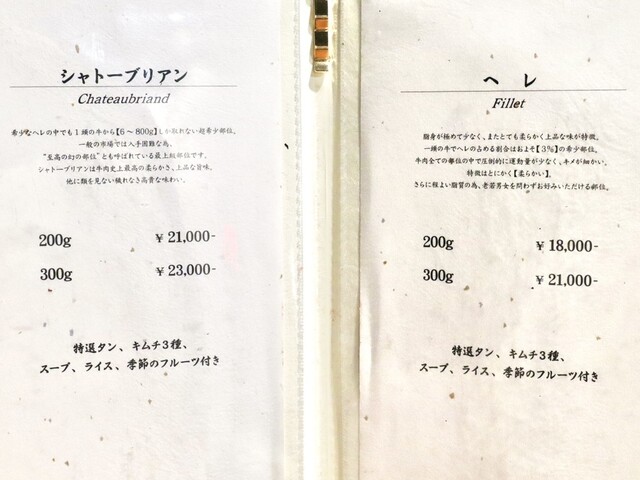 シャトーブリアン
Chateaubriand
希少なヘレの中でも1頭の牛から【6～800g】しか取れない超希少部位。
一般の市場では入手困難な為、
"至高の幻の部位"とも呼ばれている最上級部位です。
シャトーブリアンは牛肉史上最高の柔らかさ、上品な旨味。
他に類を見ない穢れなき高貴な味わい。
200g ¥21,000-
300g ¥23,000-
特選タン、キムチ3種、
スープ、ライス、季節のフルーツ付き
ヘレ
Fillet
脂身が極めて少なく、またとても柔らかく上品な味が特徴。
一頭の牛でヘレのしめる割合はおよそ【3%】の希少部位。
牛肉全ての部位の中で圧倒的に運動量が少なく、キメが細かい。
特徴はとにかく【柔らかい】。
さらに程よい脂質の為、老若男女を問わずお好みいただける部位。
200g ¥18,000-
300g ¥21,000-
特選タン、キムチ3種、
スープ、ライス、季節のフルーツ付き